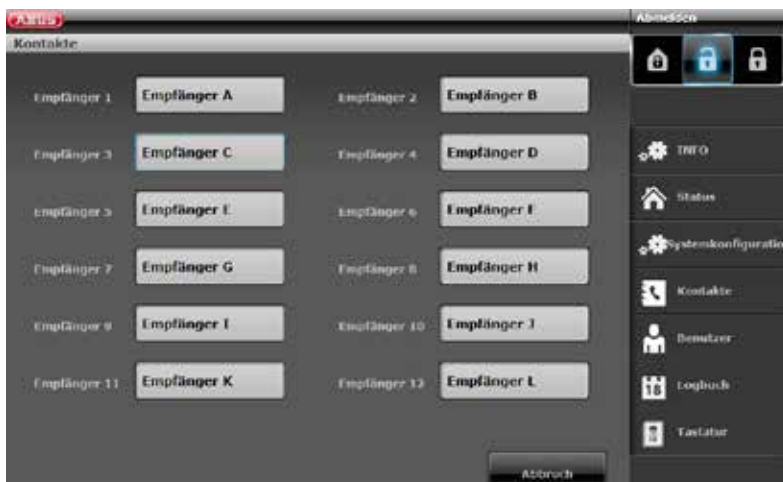 ABUS
Abmelden
Kontakte
Empfänger 1
Empfänger A
Empfänger 2
Empfänger B
Empfänger 3
Empfänger C
Empfänger 4
Empfänger D
Empfänger 5
Empfänger E
Empfänger 6
Empfänger F
Empfänger 7
Empfänger G
Empfänger 8
Empfänger H
Empfänger 9
Empfänger I
Empfänger 10
Empfänger J
Empfänger 11
Empfänger K
Empfänger 12
Empfänger L
Abbruch
INFO
Status
Systemkonfiguratio
Kontakte
Benutzer
18 Logbuch
Tastatur